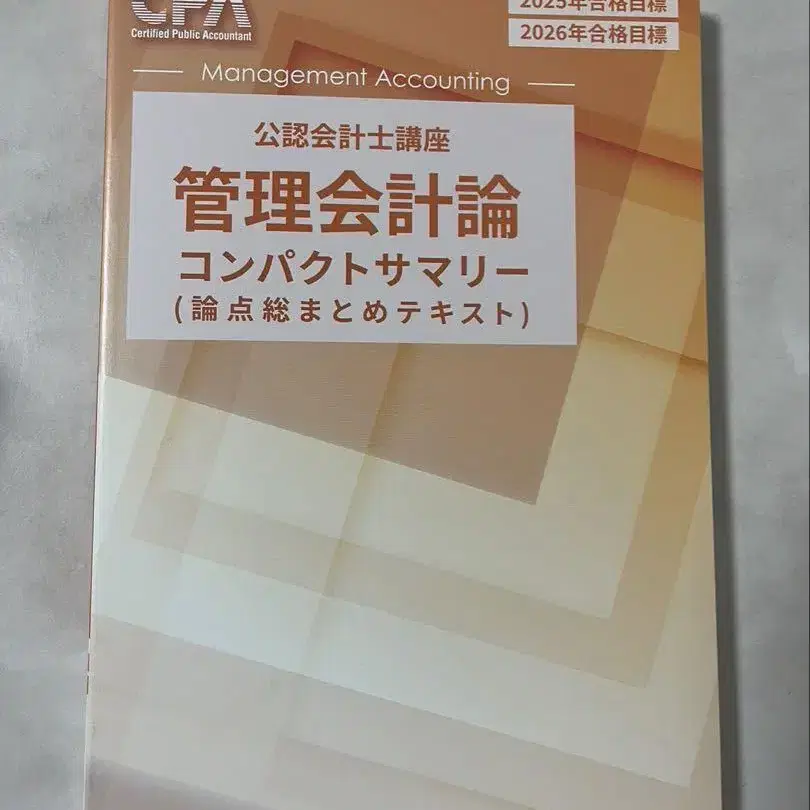 CPA
Certified Public Accountant
2025年合格目標
2026年合格目標
Management Accounting
公認会計士講座
管理会計論
コンパクトサマリー
(論点総まとめテキスト)